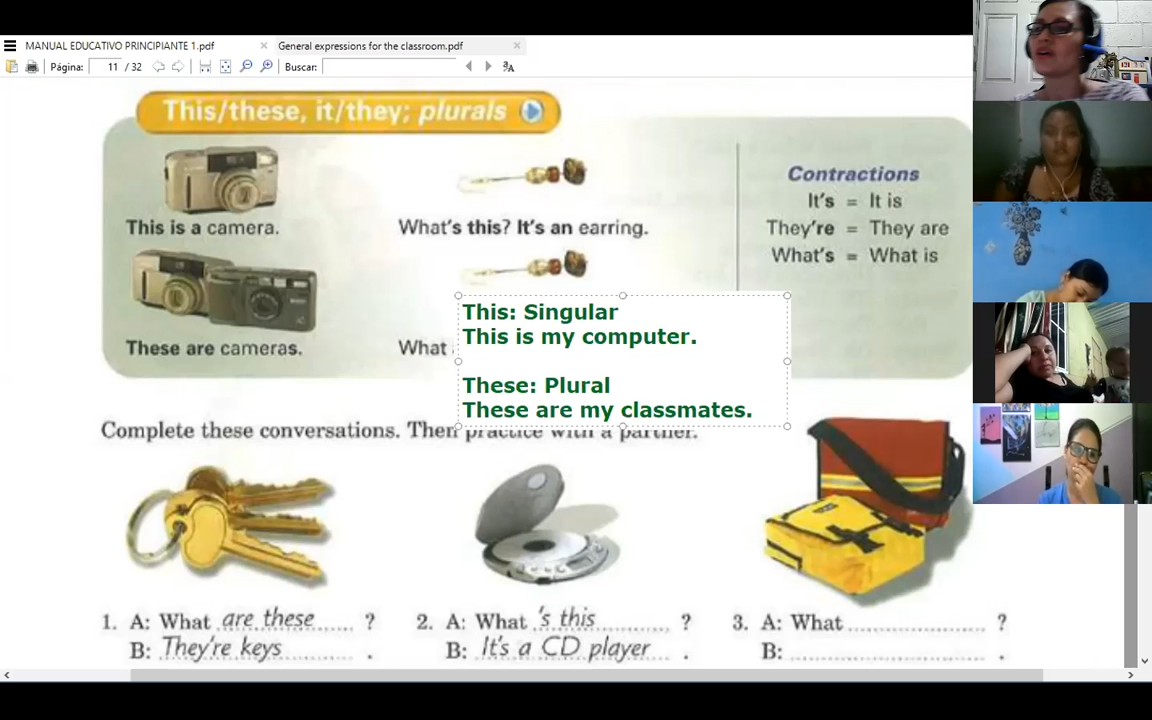 MANUAL EDUCATIVO PRINCIPIANTE 1.pdf
General expressions for the classroom.pdf
Página: 11 / 32
Buscar:
This/these, it/they; plurals
This is a camera.
What's this? It's an earring.
These are cameras.
What
Contractions
It's = It is
They're = They are
What's = What is
This: Singular
This is my computer.
These: Plural
These are my classmates.
Complete these conversations. Then practice with a partner.
1. A: What are these ?
B: They're keys .
2. A: What 's this ?
B: It's a CD player .
3. A: What ?
B: .